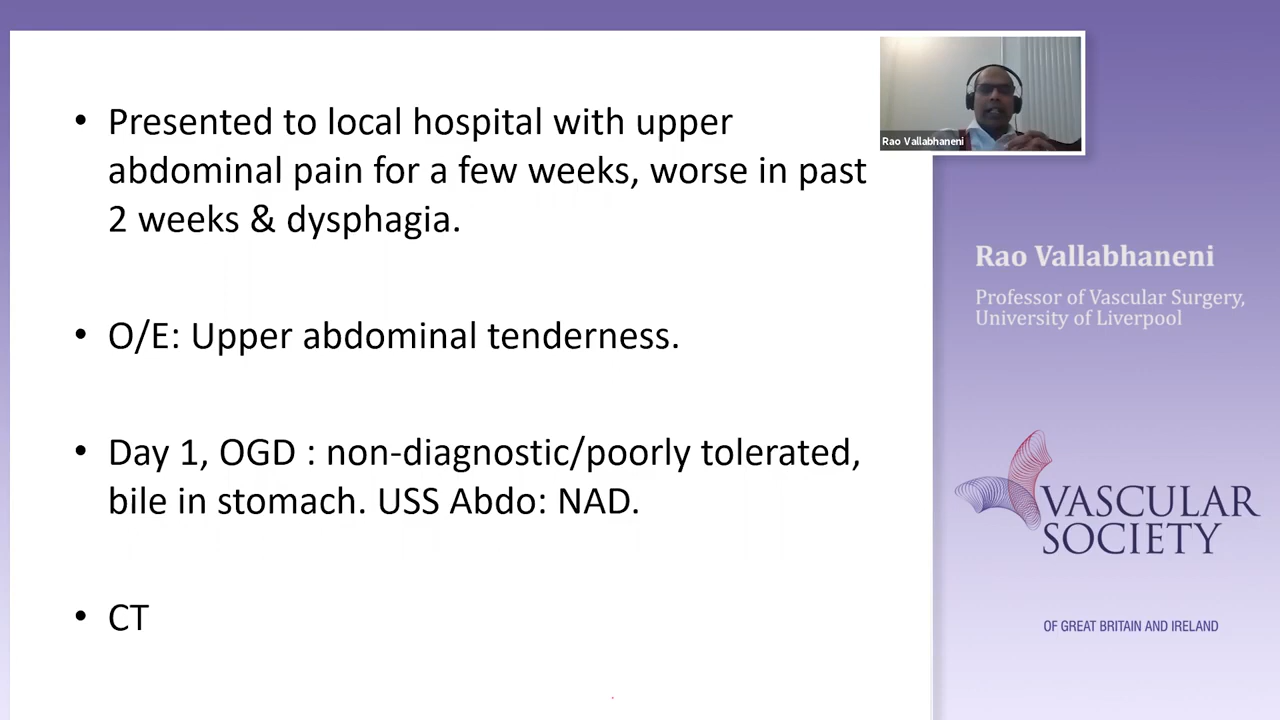 • Presented to local hospital with upper
abdominal pain for a few weeks, worse in past
2 weeks & dysphagia.
• O/E: Upper abdominal tenderness.
• Day 1, OGD : non-diagnostic/poorly tolerated,
bile in stomach. USS Abdo: NAD.
• CT
Rao Vallabhaneni
Rao Vallabhaneni
Professor of Vascular Surgery,
University of Liverpool
VASCULAR
SOCIETY
OF GREAT BRITAIN AND IRELAND